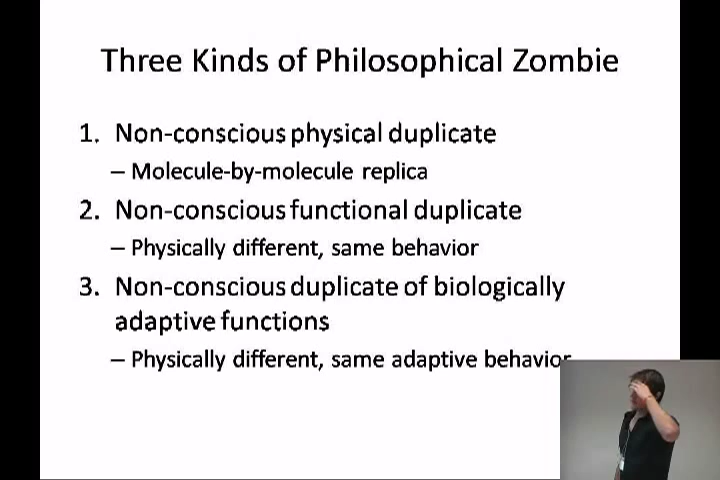 Three Kinds of Philosophical Zombie
1. Non-conscious physical duplicate
– Molecule-by-molecule replica
2. Non-conscious functional duplicate
– Physically different, same behavior
3. Non-conscious duplicate of biologically
adaptive functions
– Physically different, same adaptive behavior